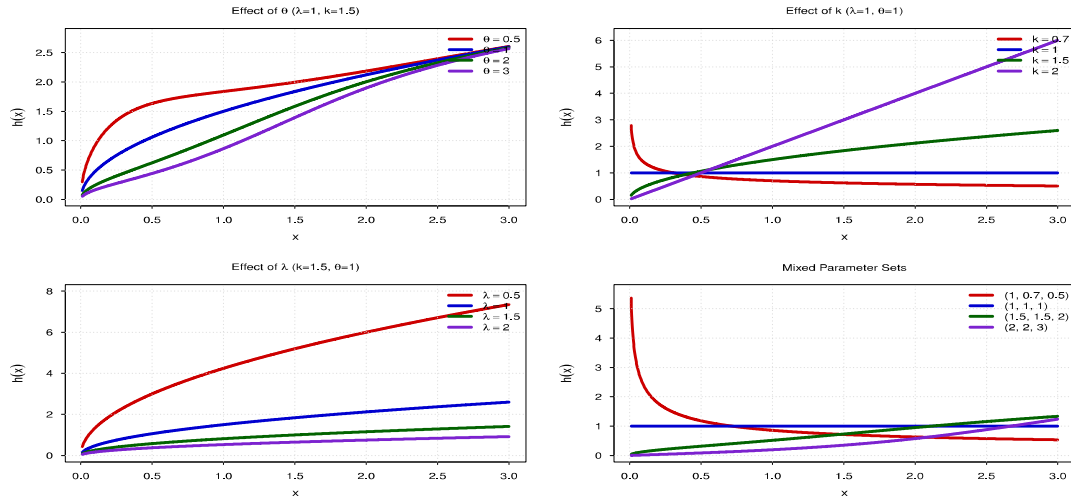 Effect of θ (λ=1, k=1.5)
h(x)
2.5
2.0
1.5
1.0
0.5
0.0
θ = 0.5
θ = 1
θ = 2
θ = 3
0.0 0.5 1.0 1.5 2.0 2.5 3.0
x
Effect of k (λ=1, θ=1)
h(x)
6
5
4
3
2
1
0
k = 0.7
k = 1
k = 1.5
k = 2
0.0 0.5 1.0 1.5 2.0 2.5 3.0
x
Effect of λ (k=1.5, θ=1)
h(x)
8
6
4
2
0
λ = 0.5
λ = 1
λ = 1.5
λ = 2
0.0 0.5 1.0 1.5 2.0 2.5 3.0
x
Mixed Parameter Sets
h(x)
5
4
3
2
1
0
(1, 0.7, 0.5)
(1, 1, 1)
(1.5, 1.5, 2)
(2, 2, 3)
0.0 0.5 1.0 1.5 2.0 2.5 3.0
x